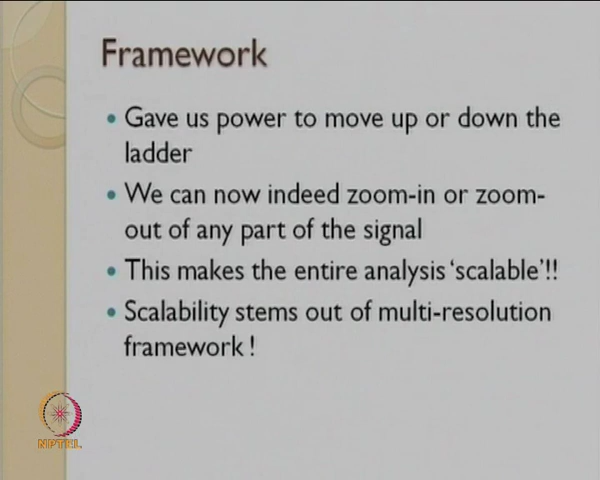 Framework
• Gave us power to move up or down the
ladder
• We can now indeed zoom-in or zoom-
out of any part of the signal
• This makes the entire analysis ‘scalable’!!
• Scalability stems out of multi-resolution
framework !
NPTEL